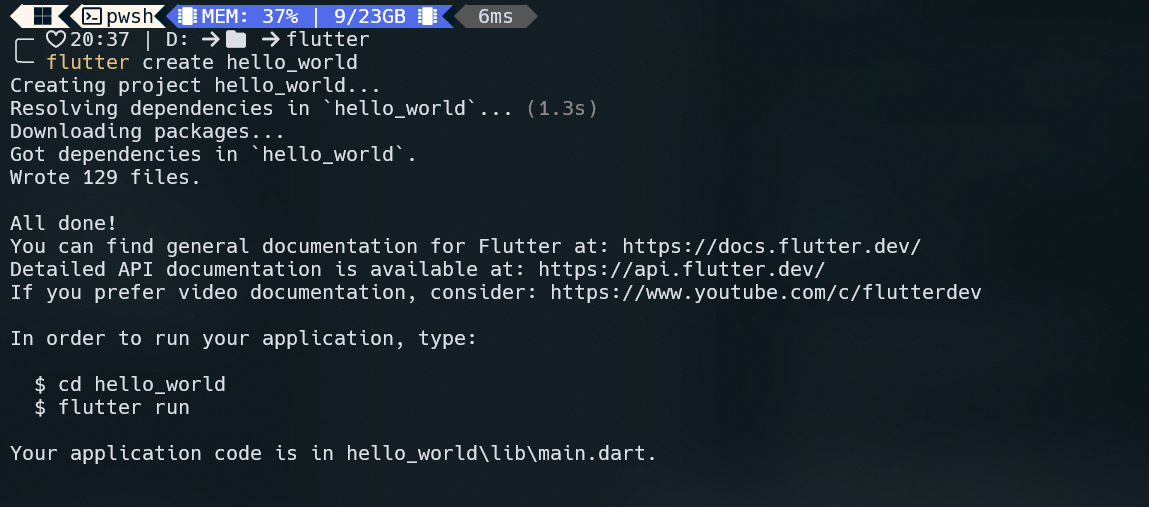 pwsh MEM: 37% | 9/23GB 6ms
20:37 | D: → → flutter
flutter create hello_world
Creating project hello_world...
Resolving dependencies in `hello_world`... (1.3s)
Downloading packages...
Got dependencies in `hello_world`.
Wrote 129 files.

All done!
You can find general documentation for Flutter at: https://docs.flutter.dev/
Detailed API documentation is available at: https://api.flutter.dev/
If you prefer video documentation, consider: https://www.youtube.com/c/flutterdev

In order to run your application, type:

  $ cd hello_world
  $ flutter run

Your application code is in hello_world\lib\main.dart.